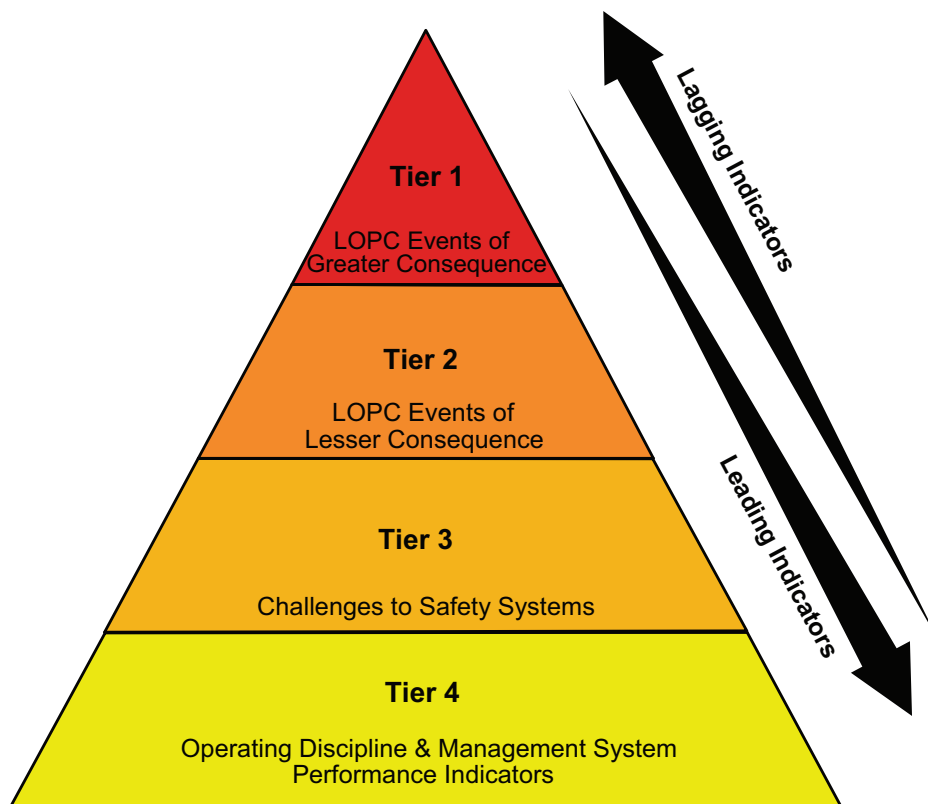 Tier 1
LOPC Events of
Greater Consequence
Tier 2
LOPC Events of
Lesser Consequence
Tier 3
Challenges to Safety Systems
Tier 4
Operating Discipline & Management System
Performance Indicators
Lagging Indicators
Leading Indicators